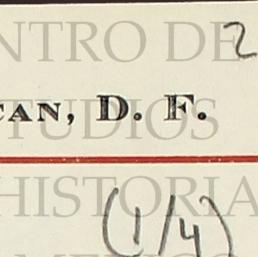 NTRO DE
2
CAN, D. F.
TUDIOS
HISTORIA
(1/4)